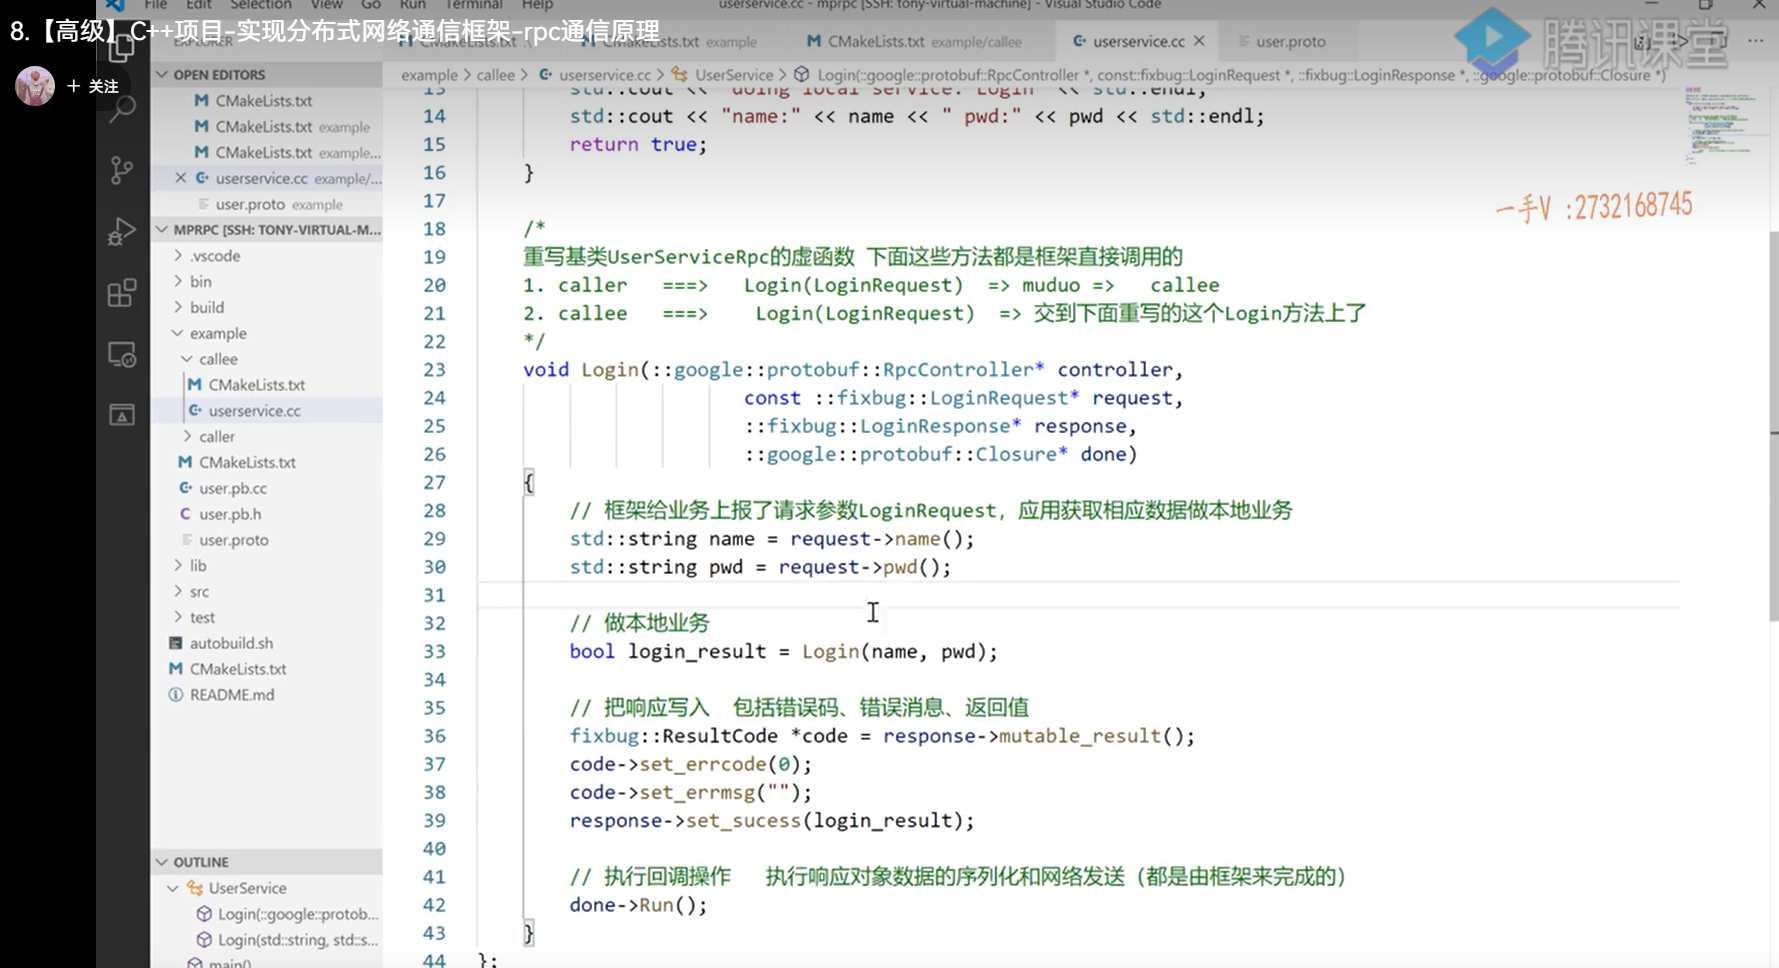 File Edit Selection View Go Run Terminal Help
userservice.cc - mprpc [SSH: tony-virtual-machine] - Visual Studio Code
8.【高级】C++项目-实现分布式网络通信框架-rpc通信原理
EXPLORER
CMakeLists.txt
CMakeLists.txt example
CMakeLists.txt example/callee
userservice.cc
user.proto
腾讯课堂
+ 关注
OPEN EDITORS
example > callee > userservice.cc > UserService > Login(::google::protobuf::RpcController *, const::fixbug::LoginRequest *, ::fixbug::LoginResponse *, ::google::protobuf::Closure *)
CMakeLists.txt
CMakeLists.txt example
CMakeLists.txt example...
userservice.cc example/...
user.proto example
MPRPC [SSH: TONY-VIRTUAL-M...
.vscode
bin
build
example
callee
CMakeLists.txt
userservice.cc
caller
CMakeLists.txt
user.pb.cc
user.pb.h
user.proto
lib
src
test
autobuild.sh
CMakeLists.txt
README.md
OUTLINE
UserService
Login(::google::protob...
Login(std::string, std::s...
main()
13 std::cout << "doing local service: Login" << std::endl;
14 std::cout << "name:" << name << " pwd:" << pwd << std::endl;
15 return true;
16 }
17
18 /*
19 重写基类UserServiceRpc的虚函数 下面这些方法都是框架直接调用的
20 1. caller ===> Login(LoginRequest) => muduo => callee
21 2. callee ===> Login(LoginRequest) => 交到下面重写的这个Login方法上了
22 */
23 void Login(::google::protobuf::RpcController* controller,
24 const ::fixbug::LoginRequest* request,
25 ::fixbug::LoginResponse* response,
26 ::google::protobuf::Closure* done)
27 {
28 // 框架给业务上报了请求参数LoginRequest，应用获取相应数据做本地业务
29 std::string name = request->name();
30 std::string pwd = request->pwd();
31
32 // 做本地业务
33 bool login_result = Login(name, pwd);
34
35 // 把响应写入 包括错误码、错误消息、返回值
36 fixbug::ResultCode *code = response->mutable_result();
37 code->set_errcode(0);
38 code->set_errmsg("");
39 response->set_sucess(login_result);
40
41 // 执行回调操作 执行响应对象数据的序列化和网络发送（都是由框架来完成的）
42 done->Run();
43 }
44 };
一手V :2732168745